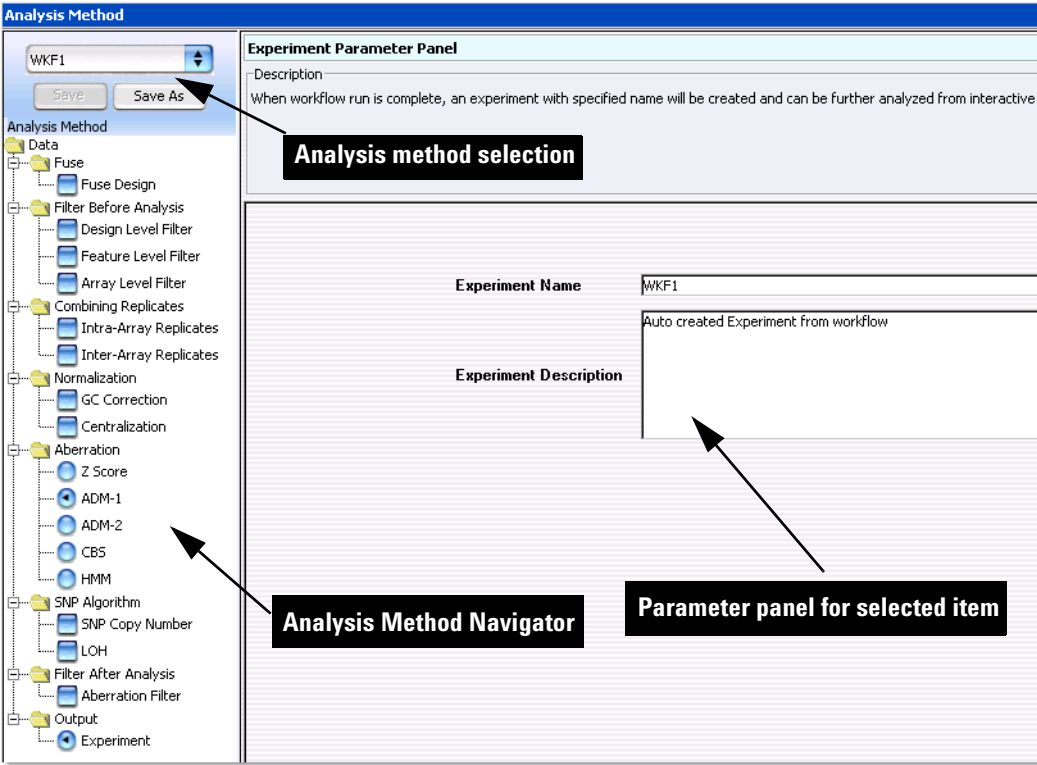 Analysis Method
WKF1
Save
Save As
Analysis Method
Data
Fuse
Fuse Design
Filter Before Analysis
Design Level Filter
Feature Level Filter
Array Level Filter
Combining Replicates
Intra-Array Replicates
Inter-Array Replicates
Normalization
GC Correction
Centralization
Aberration
Z Score
ADM-1
ADM-2
CBS
HMM
SNP Algorithm
SNP Copy Number
LOH
Filter After Analysis
Aberration Filter
Output
Experiment
Experiment Parameter Panel
Description
When workflow run is complete, an experiment with specified name will be created and can be further analyzed from interactive
Analysis method selection
Experiment Name
WKF1
Experiment Description
Auto created Experiment from workflow
Analysis Method Navigator
Parameter panel for selected item